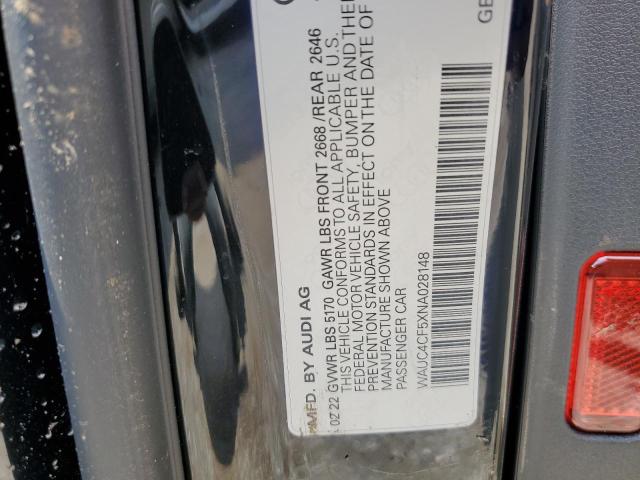 MFD. BY AUDI AG
02.22 GVWR LBS 5170 GAWR LBS FRONT 2668 /REAR 2646
THIS VEHICLE CONFORMS TO ALL APPLICABLE U.S.
FEDERAL MOTOR VEHICLE SAFETY, BUMPER AND
PREVENTION STANDARDS IN EFFECT ON THE DATE OF
MANUFACTURE SHOWN ABOVE
PASSENGER CAR
WAUC4CF5XNA028148